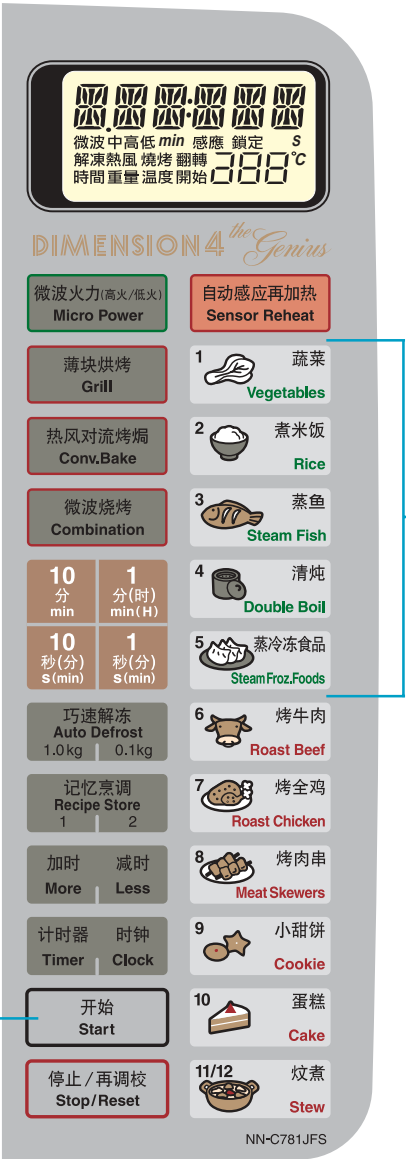 微波中高低 min 感應 鎖定 S
解凍熱風 燒烤 翻轉 °C
時間重量温度開始
DIMENSION 4 the Genius
微波火力(高火/低火)
Micro Power
自动感应再加热
Sensor Reheat
薄块烘烤
Grill
1 蔬菜
Vegetables
热风对流烤焗
Conv.Bake
2 煮米饭
Rice
微波烧烤
Combination
3 蒸鱼
Steam Fish
10 1
分 分(时)
min min(H)
4 清炖
Double Boil
10 1
秒(分) 秒(分)
s(min) s(min)
5 蒸冷冻食品
Steam Froz.Foods
巧速解冻
Auto Defrost
1.0kg 0.1kg
6 烤牛肉
Roast Beef
记忆烹调
Recipe Store
1 2
7 烤全鸡
Roast Chicken
加时 减时
More Less
8 烤肉串
Meat Skewers
计时器 时钟
Timer Clock
9 小甜饼
Cookie
开始
Start
10 蛋糕
Cake
停止/再调校
Stop/Reset
11/12 炆煮
Stew
NN-C781JFS